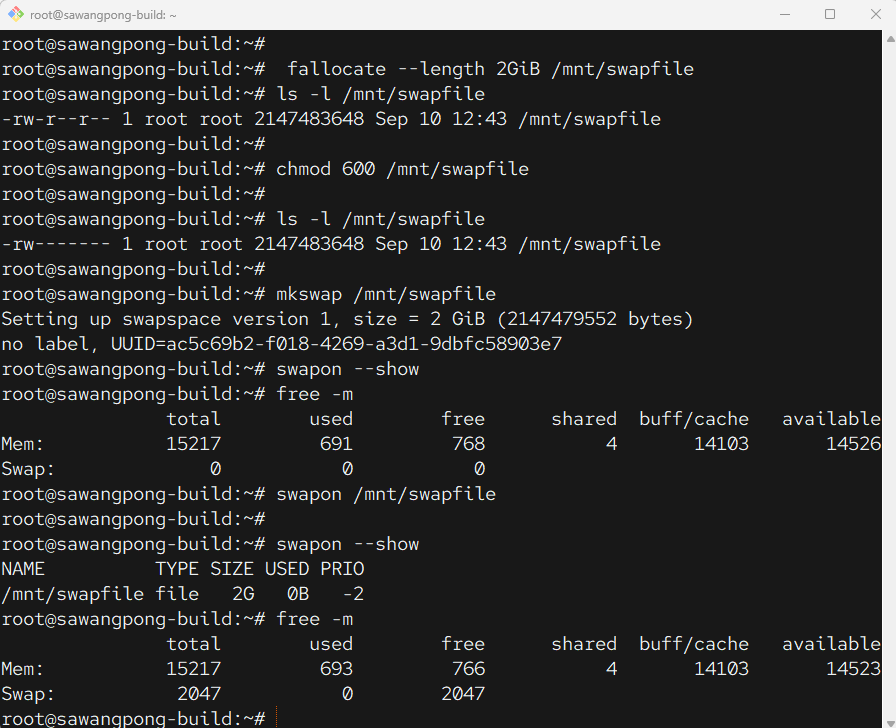 root@sawangpong-build: ~
root@sawangpong-build:~#
root@sawangpong-build:~#  fallocate --length 2GiB /mnt/swapfile
root@sawangpong-build:~# ls -l /mnt/swapfile
-rw-r--r-- 1 root root 2147483648 Sep 10 12:43 /mnt/swapfile
root@sawangpong-build:~#
root@sawangpong-build:~# chmod 600 /mnt/swapfile
root@sawangpong-build:~#
root@sawangpong-build:~# ls -l /mnt/swapfile
-rw------- 1 root root 2147483648 Sep 10 12:43 /mnt/swapfile
root@sawangpong-build:~#
root@sawangpong-build:~# mkswap /mnt/swapfile
Setting up swapspace version 1, size = 2 GiB (2147479552 bytes)
no label, UUID=ac5c69b2-f018-4269-a3d1-9dbfc58903e7
root@sawangpong-build:~# swapon --show
root@sawangpong-build:~# free -m
               total        used        free      shared  buff/cache   available
Mem:           15217         691         768           4       14103       14526
Swap:              0           0           0
root@sawangpong-build:~# swapon /mnt/swapfile
root@sawangpong-build:~#
root@sawangpong-build:~# swapon --show
NAME          TYPE SIZE USED PRIO
/mnt/swapfile file   2G   0B   -2
root@sawangpong-build:~# free -m
               total        used        free      shared  buff/cache   available
Mem:           15217         693         766           4       14103       14523
Swap:           2047           0        2047
root@sawangpong-build:~#